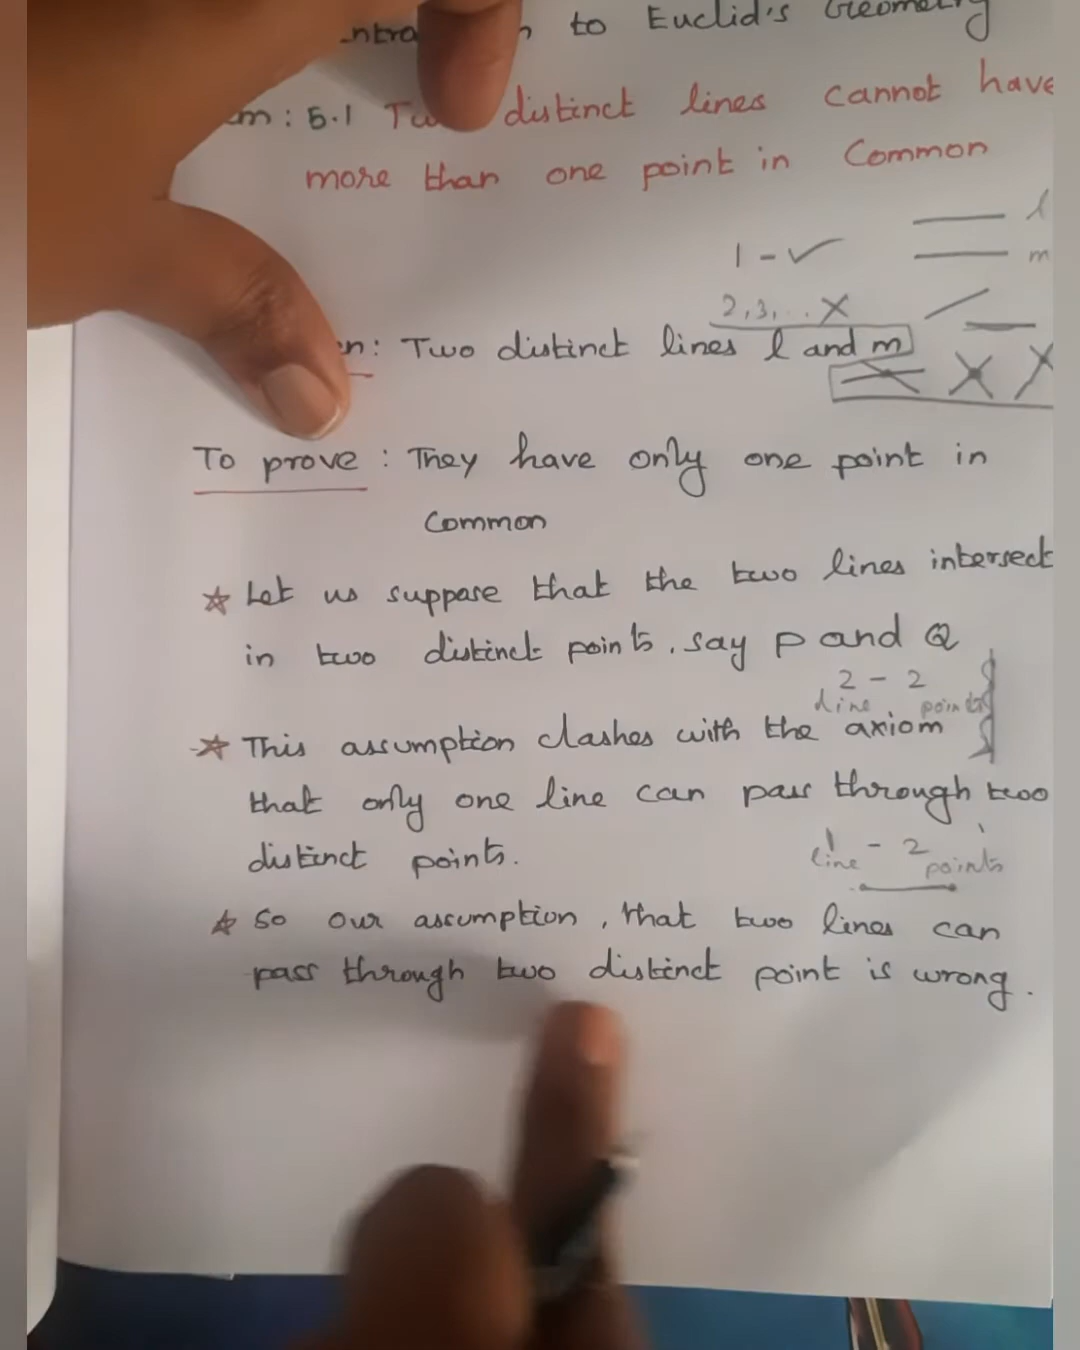 to Euclid's Geometry
m: 5.1 Two distinct lines cannot have
more than one point in Common
l
1 - ✓
m
2,3,.. X
n: Two distinct lines l and m
To prove: They have only one point in
Common
☆ Let us suppose that the two lines intersect
in two distinct points, say P and Q
2 - 2
line points
☆ This assumption clashes with the axiom
that only one line can pass through two
1 - 2
line points
distinct points.
☆ So our assumption, that two lines can
pass through two distinct point is wrong.